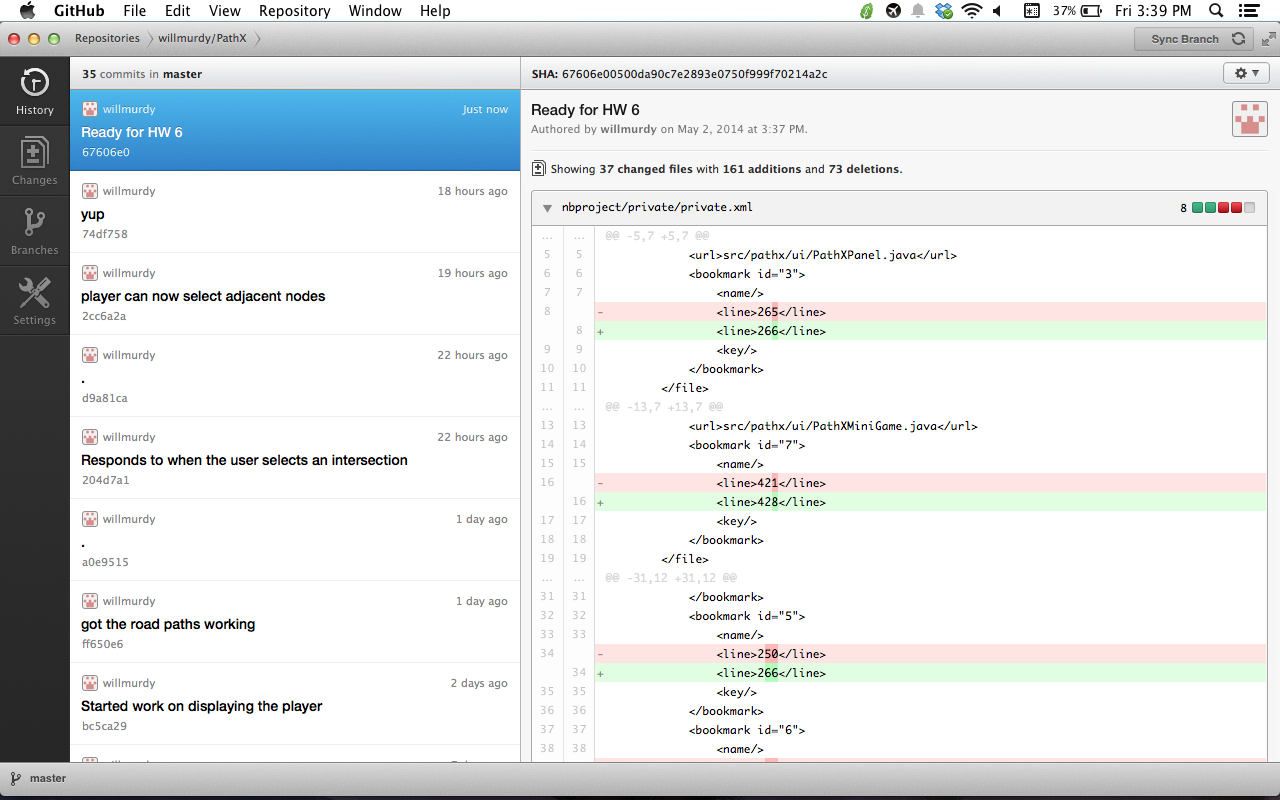 GitHub File Edit View Repository Window Help 37% Fri 3:39 PM
Repositories willmurdy/PathX Sync Branch
History
Changes
Branches
Settings
35 commits in master
willmurdy Just now
Ready for HW 6
67606e0
willmurdy 18 hours ago
yup
74df758
willmurdy 19 hours ago
player can now select adjacent nodes
2cc6a2a
willmurdy 22 hours ago
.
d9a81ca
willmurdy 22 hours ago
Responds to when the user selects an intersection
204d7a1
willmurdy 1 day ago
.
a0e9515
willmurdy 1 day ago
got the road paths working
ff650e6
willmurdy 2 days ago
Started work on displaying the player
bc5ca29
SHA: 67606e00500da90c7e2893e0750f999f70214a2c
Ready for HW 6
Authored by willmurdy on May 2, 2014 at 3:37 PM.
Showing 37 changed files with 161 additions and 73 deletions.
nbproject/private/private.xml 8
... ... @@ -5,7 +5,7 @@
5 5 <url>src/pathx/ui/PathXPanel.java</url>
6 6 <bookmark id="3">
7 7 <name/>
8 - <line>265</line>
8 + <line>266</line>
9 9 <key/>
10 10 </bookmark>
11 11 </file>
... ... @@ -13,7 +13,7 @@
13 13 <url>src/pathx/ui/PathXMiniGame.java</url>
14 14 <bookmark id="7">
15 15 <name/>
16 - <line>421</line>
16 + <line>428</line>
17 17 <key/>
18 18 </bookmark>
19 19 </file>
... ... @@ -31,12 +31,12 @@
31 31 </bookmark>
32 32 <bookmark id="5">
33 33 <name/>
34 - <line>250</line>
34 + <line>266</line>
35 35 <key/>
36 36 </bookmark>
37 37 <bookmark id="6">
38 38 <name/>
master